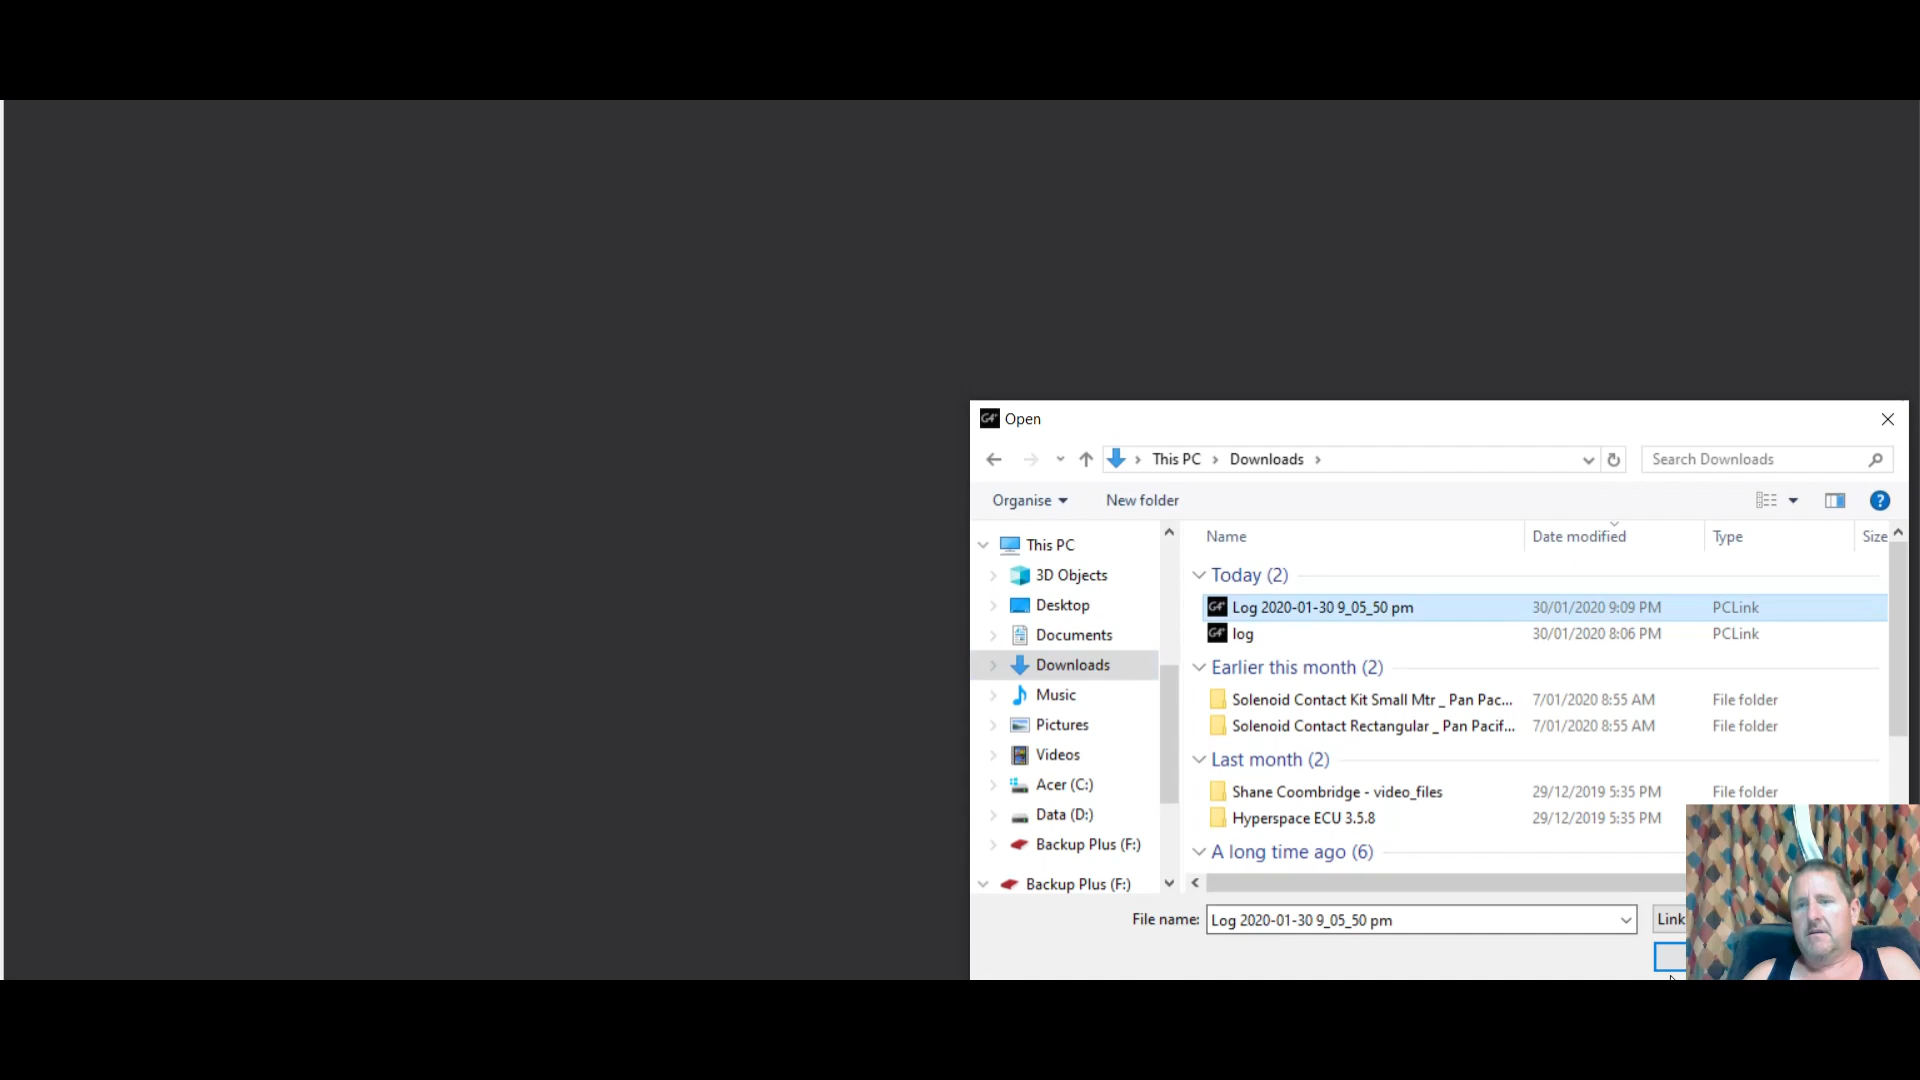 G4+ Open
This PC Downloads Search Downloads
Organise New folder ?
This PC
3D Objects
Desktop
Documents
Downloads
Music
Pictures
Videos
Acer (C:)
Data (D:)
Backup Plus (F:)
Backup Plus (F:)
Name Date modified Type Size
Today (2)
G4+ Log 2020-01-30 9_05_50 pm 30/01/2020 9:09 PM PCLink
G4+ log 30/01/2020 8:06 PM PCLink
Earlier this month (2)
Solenoid Contact Kit Small Mtr _ Pan Pac... 7/01/2020 8:55 AM File folder
Solenoid Contact Rectangular _ Pan Pacif... 7/01/2020 8:55 AM File folder
Last month (2)
Shane Coombridge - video_files 29/12/2019 5:35 PM File folder
Hyperspace ECU 3.5.8 29/12/2019 5:35 PM
A long time ago (6)
File name: Log 2020-01-30 9_05_50 pm Link